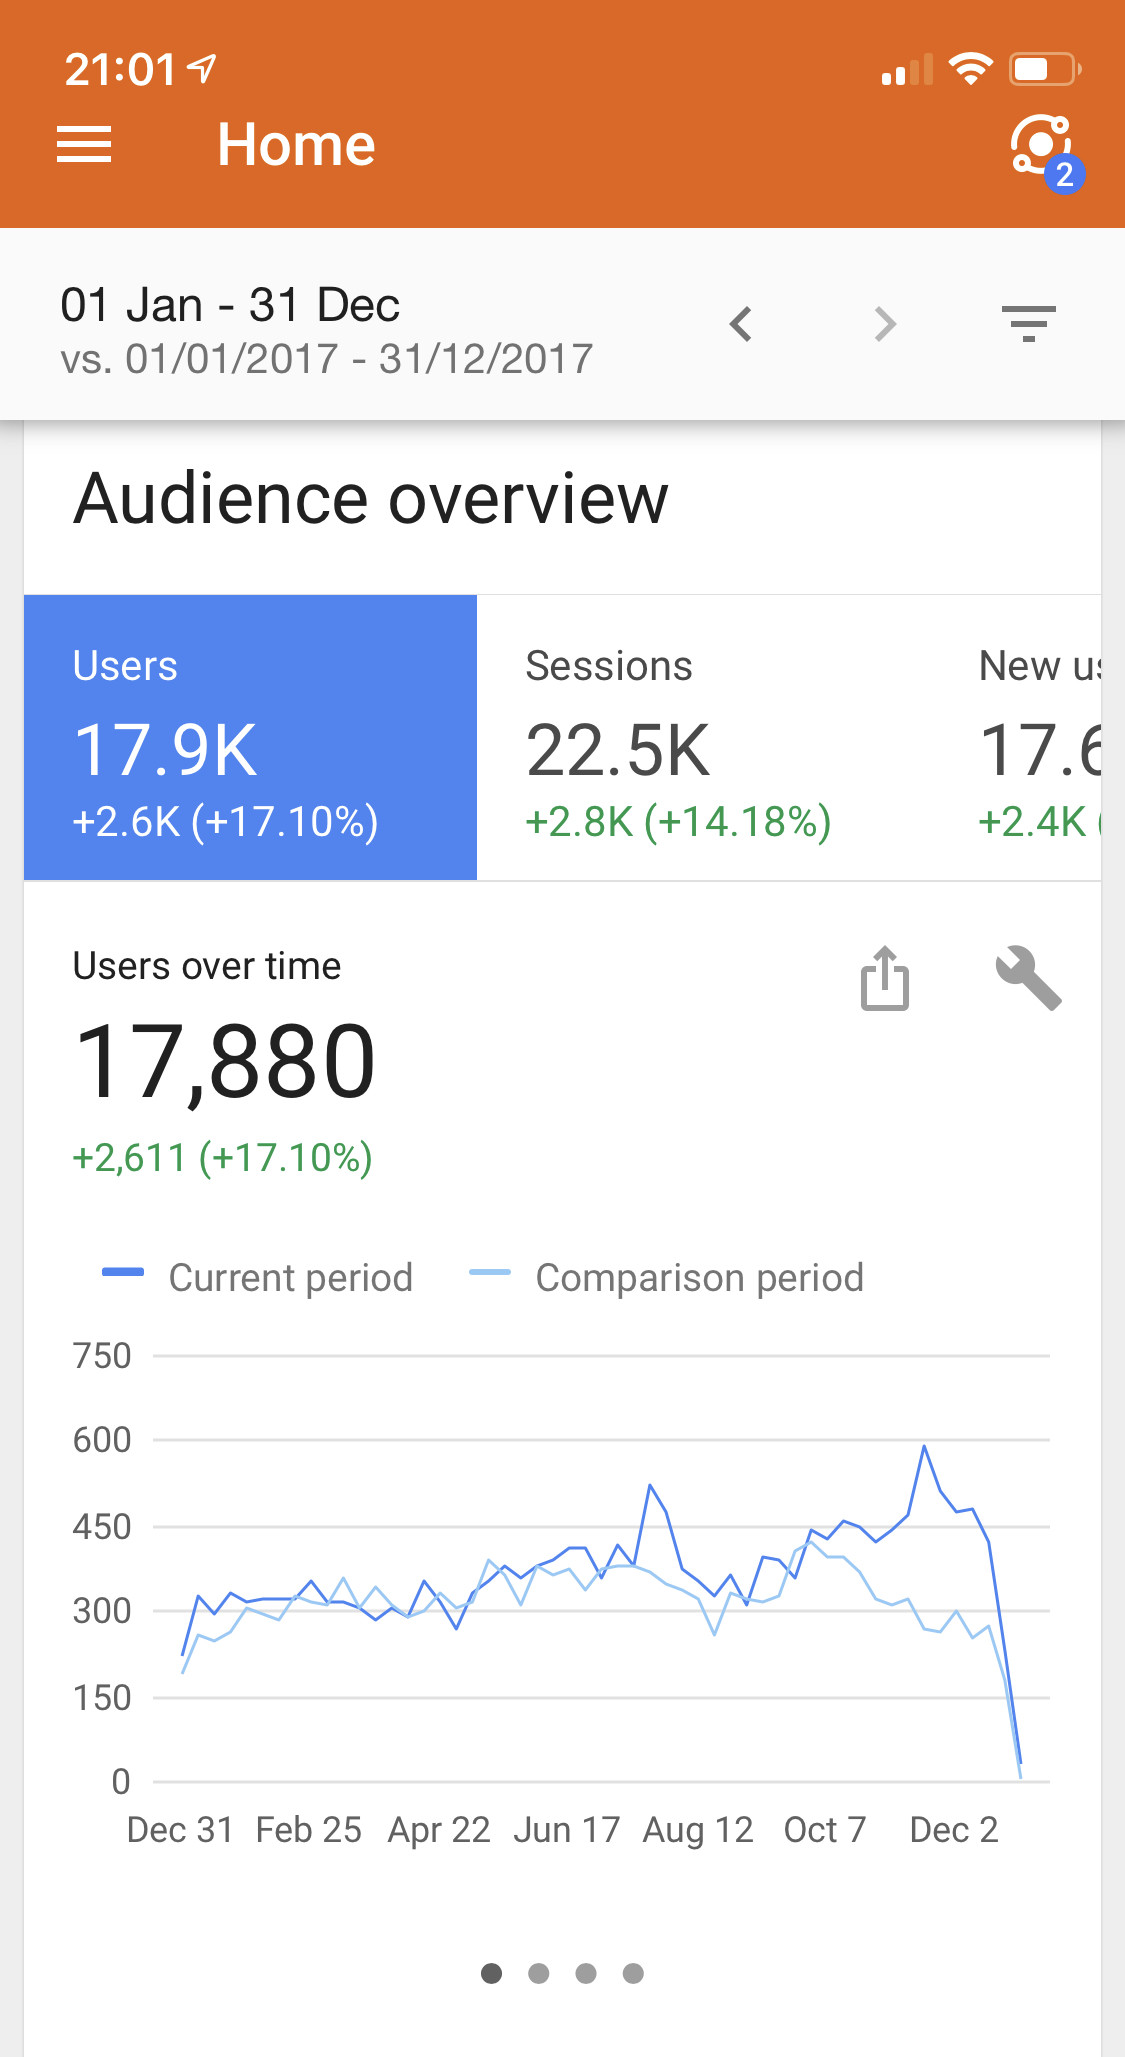 21:01
Home
2
01 Jan - 31 Dec
vs. 01/01/2017 - 31/12/2017
Audience overview
Users
17.9K
+2.6K (+17.10%)
Sessions
22.5K
+2.8K (+14.18%)
New us
17.6
+2.4K (
Users over time
17,880
+2,611 (+17.10%)
Current period
Comparison period
750
600
450
300
150
0
Dec 31 Feb 25 Apr 22 Jun 17 Aug 12 Oct 7 Dec 2